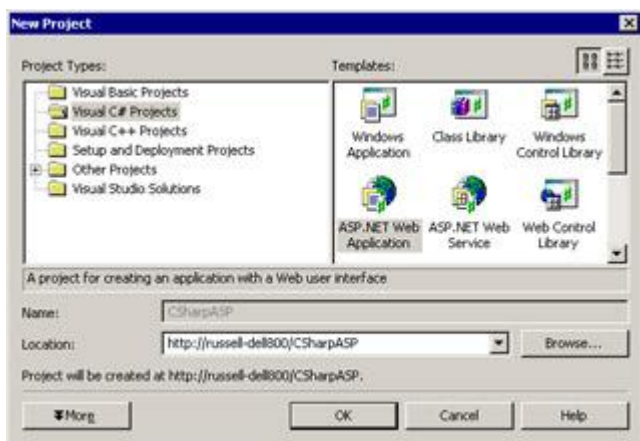 New Project
Project Types:
Templates:
Visual Basic Projects
Visual C# Projects
Visual C++ Projects
Setup and Deployment Projects
Other Projects
Visual Studio Solutions
Windows Application
Class Library
Windows Control Library
ASP.NET Web Application
ASP.NET Web Service
Web Control Library
A project for creating an application with a Web user interface
Name:
CSharpASP
Location:
http://russell-dell800/CSharpASP
Browse...
Project will be created at http://russell-dell800/CSharpASP.
More
OK
Cancel
Help